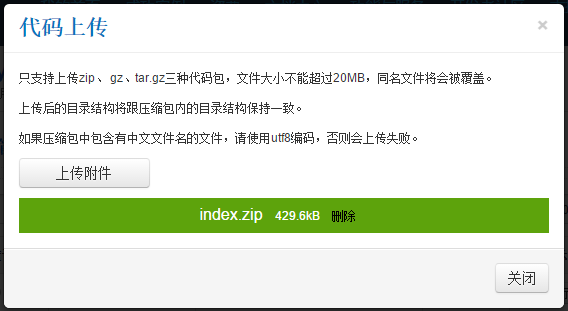 代码上传
×
只支持上传zip、gz、tar.gz三种代码包，文件大小不能超过20MB，同名文件将会被覆盖。
上传后的目录结构将跟压缩包内的目录结构保持一致。
如果压缩包中包含有中文文件名的文件，请使用utf8编码，否则会上传失败。
上传附件
index.zip 429.6kB 删除
关闭